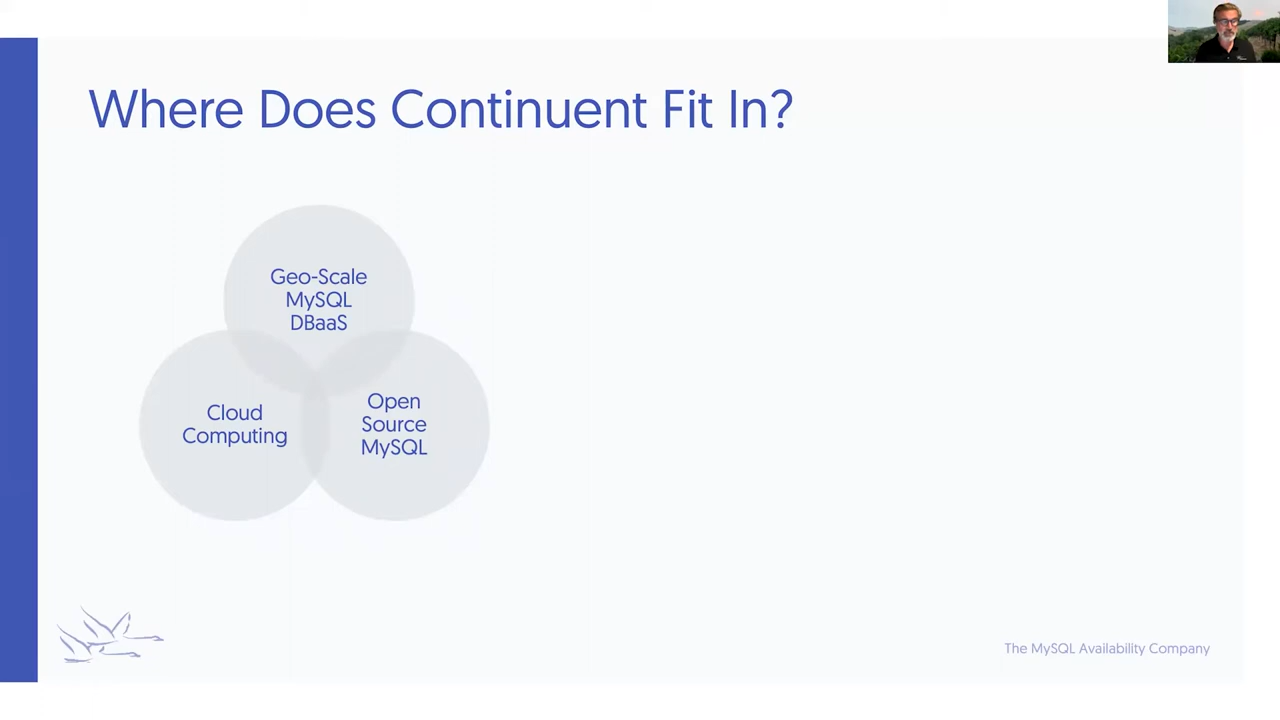 Where Does Continuent Fit In?
Geo-Scale
MySQL
DBaaS
Cloud
Computing
Open
Source
MySQL
The MySQL Availability Company